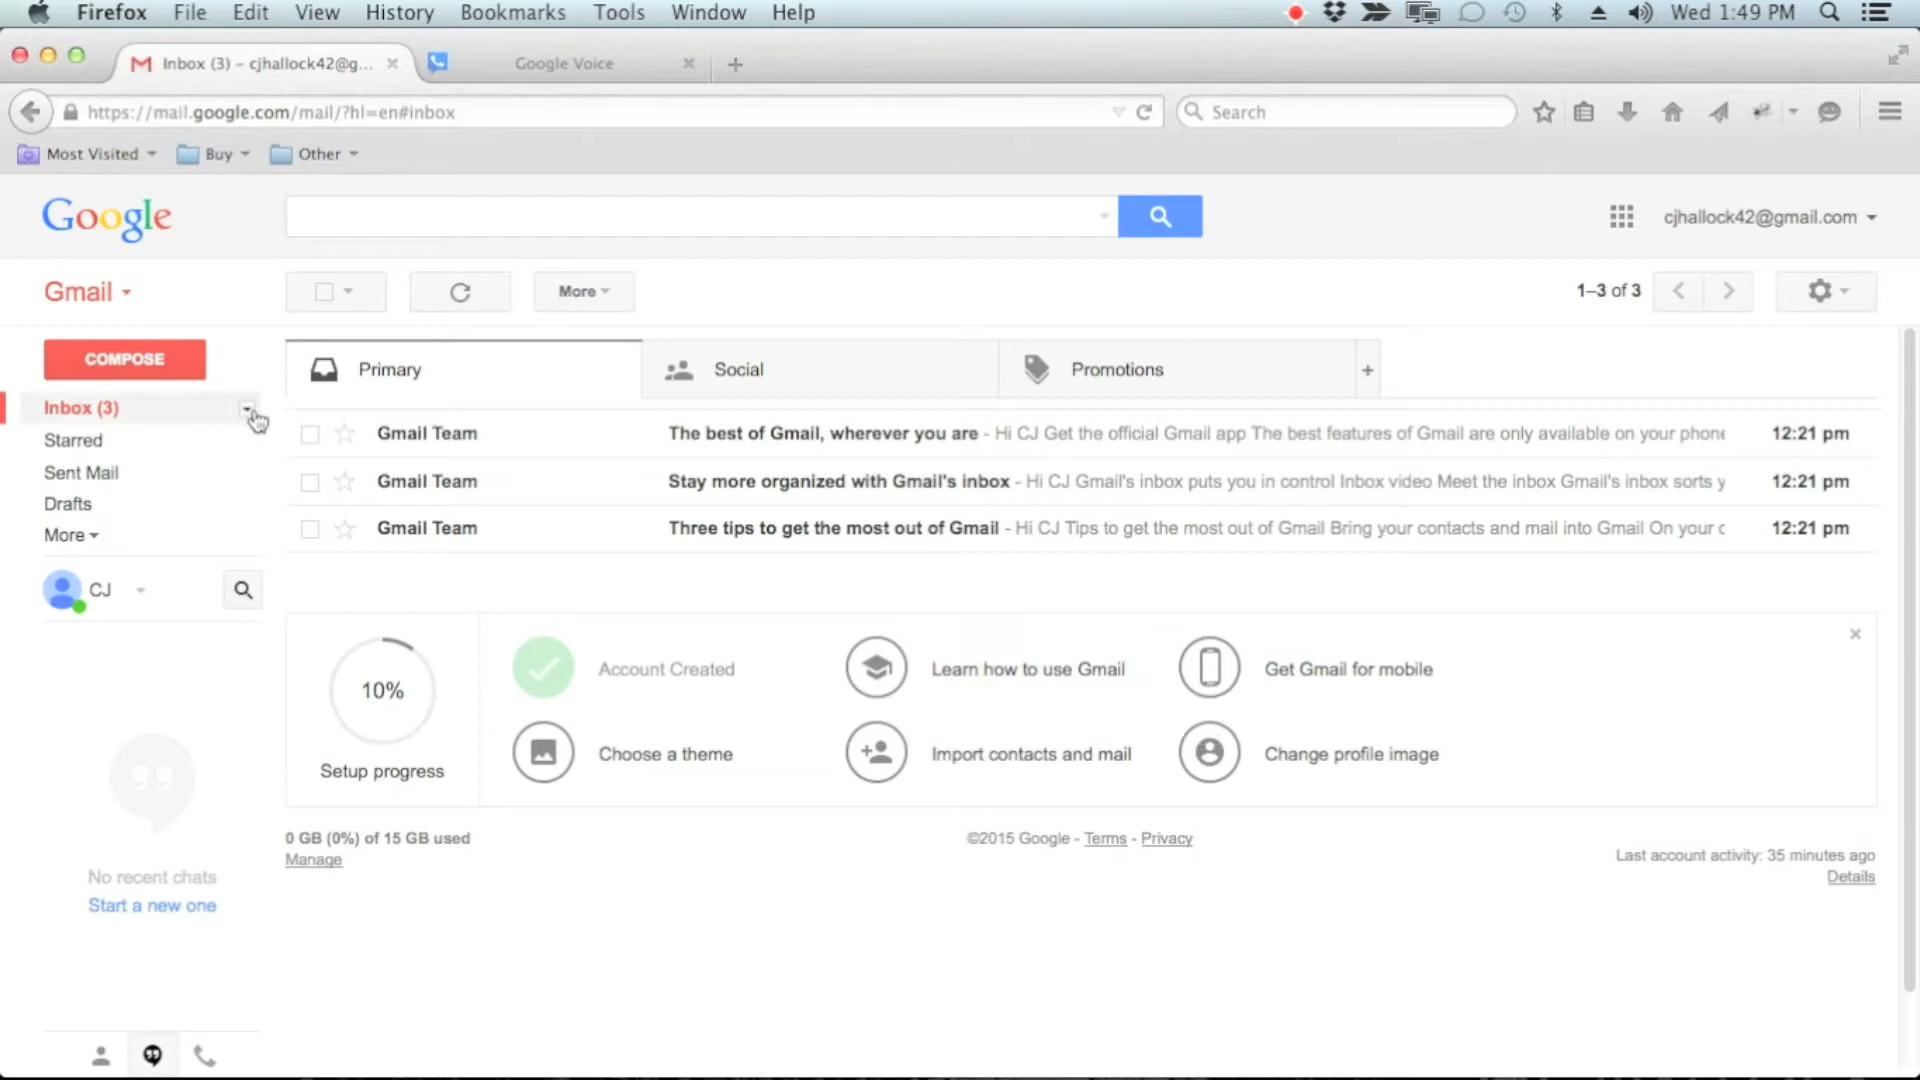 Firefox File Edit View History Bookmarks Tools Window Help Wed 1:49 PM
Inbox (3) – cjhallock42@g... Google Voice
https://mail.google.com/mail/?hl=en#inbox Search
Most Visited Buy Other
Google cjhallock42@gmail.com
Gmail More 1–3 of 3
COMPOSE
Inbox (3)
Starred
Sent Mail
Drafts
More
CJ
No recent chats
Start a new one
Primary Social Promotions
Gmail Team The best of Gmail, wherever you are - Hi CJ Get the official Gmail app The best features of Gmail are only available on your phone 12:21 pm
Gmail Team Stay more organized with Gmail's inbox - Hi CJ Gmail's inbox puts you in control Inbox video Meet the inbox Gmail's inbox sorts y 12:21 pm
Gmail Team Three tips to get the most out of Gmail - Hi CJ Tips to get the most out of Gmail Bring your contacts and mail into Gmail On your c 12:21 pm
10%
Setup progress
Account Created Learn how to use Gmail Get Gmail for mobile
Choose a theme Import contacts and mail Change profile image
0 GB (0%) of 15 GB used
Manage
©2015 Google - Terms - Privacy
Last account activity: 35 minutes ago
Details